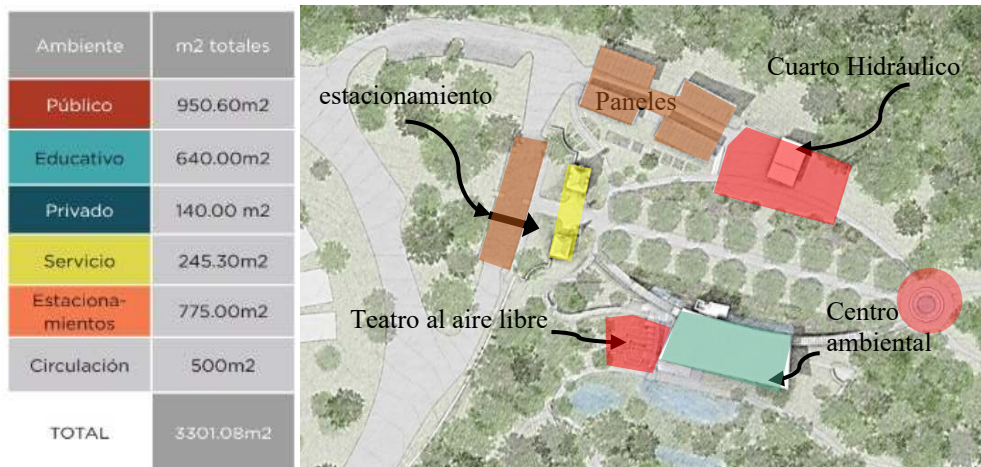 Ambiente m2 totales
Público 950.60m2
Educativo 640.00m2
Privado 140.00 m2
Servicio 245.30m2
Estaciona-
mientos 775.00m2
Circulación 500m2
TOTAL 3301.08m2
Cuarto Hidráulico
estacionamiento
Paneles
Teatro al aire libre
Centro
ambiental